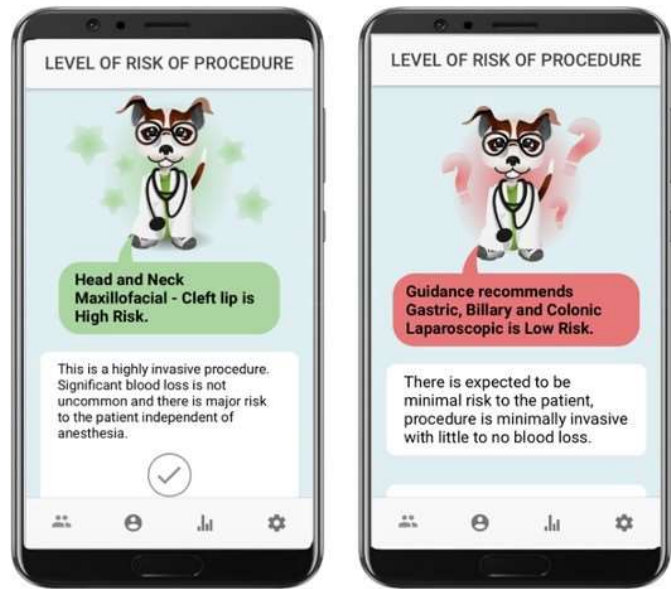 LEVEL OF RISK OF PROCEDURE
Head and Neck
Maxillofacial - Cleft lip is
High Risk.
This is a highly invasive procedure.
Significant blood loss is not
uncommon and there is major risk
to the patient independent of
anesthesia.
LEVEL OF RISK OF PROCEDURE
Guidance recommends
Gastric, Billary and Colonic
Laparoscopic is Low Risk.
There is expected to be
minimal risk to the patient,
procedure is minimally invasive
with little to no blood loss.